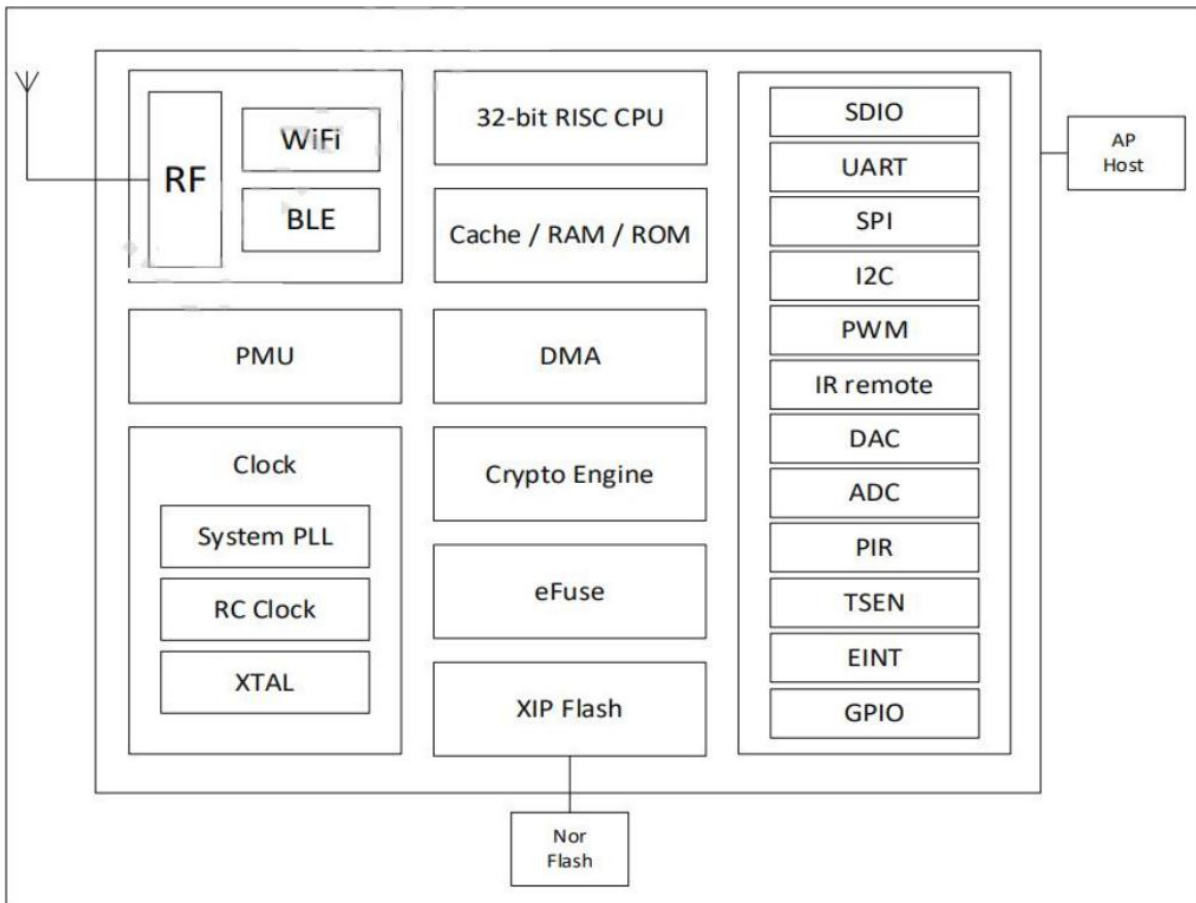 RF
WiFi
BLE
PMU
Clock
System PLL
RC Clock
XTAL
32-bit RISC CPU
Cache / RAM / ROM
DMA
Crypto Engine
eFuse
XIP Flash
SDIO
UART
SPI
I2C
PWM
IR remote
DAC
ADC
PIR
TSEN
EINT
GPIO
AP
Host
Nor
Flash